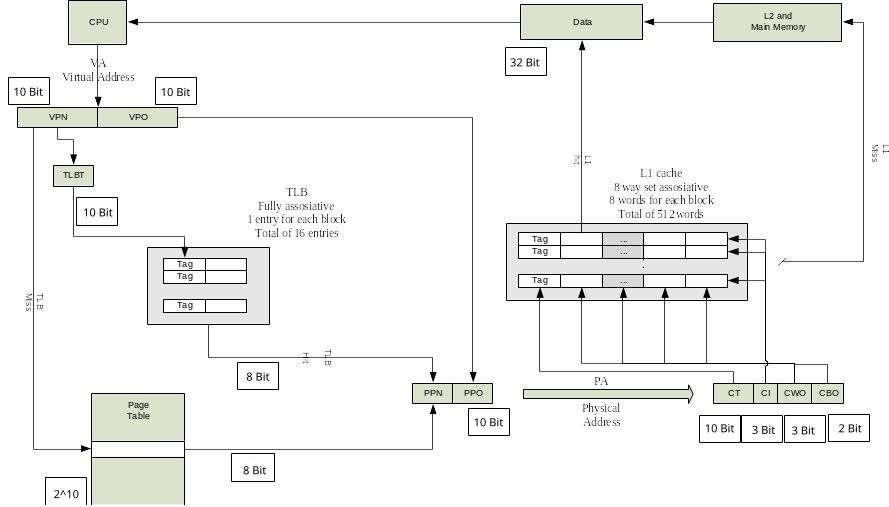 CPU
Data
L2 and
Main Memory
VA
Virtual Address
32 Bit
10 Bit
10 Bit
VPN
VPO
TLBT
10 Bit
TLB
Fully assosiative
1 entry for each block
Total of 16 entries
L1
hit
L1
Miss
L1 cache
8 way set assosiative
8 words for each block
Total of 512 words
Tag
...
Tag
...
.
Tag
...
Tag
Tag
Tag
TLB
Miss
TLB
Hit
8 Bit
PPN
PPO
10 Bit
PA
Physical
Address
CT
CI
CWO
CBO
10 Bit
3 Bit
3 Bit
2 Bit
Page
Table
8 Bit
2^10